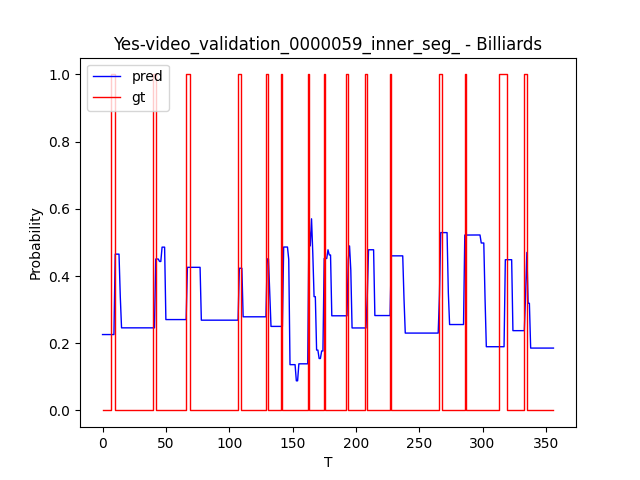 Yes-video_validation_0000059_inner_seg_ - Billiards
pred
gt
1.0
0.8
0.6
0.4
0.2
0.0
Probability
0 50 100 150 200 250 300 350
T